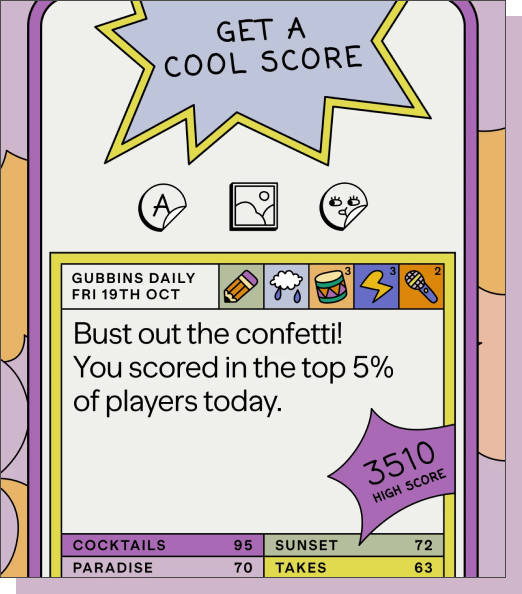 GET A
COOL SCORE
A
GUBBINS DAILY
FRI 19TH OCT
3
3
2
Bust out the confetti!
You scored in the top 5%
of players today.
3510
HIGH SCORE
COCKTAILS 95
SUNSET 72
PARADISE 70
TAKES 63